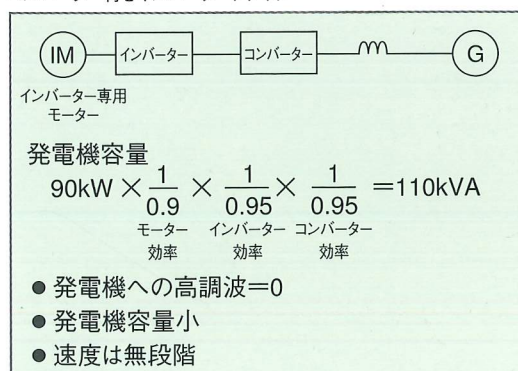 IM インバーター コンバーター G
インバーター専用
モーター
発電機容量
90kW × 1/0.9 × 1/0.95 × 1/0.95 =110kVA
モーター インバーター コンバーター
効率 効率 効率
● 発電機への高調波=0
● 発電機容量小
● 速度は無段階